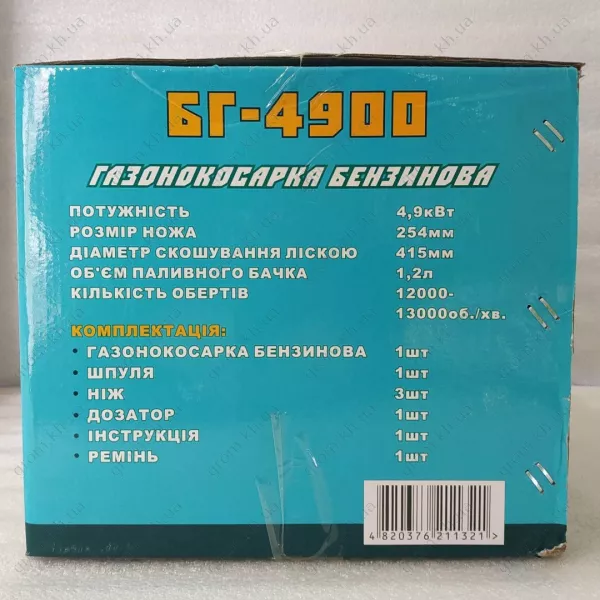 БГ-4900
ГАЗОНОКОСАРКА БЕНЗИНОВА
ПОТУЖНІСТЬ 4,9кВт
РОЗМІР НОЖА 254мм
ДІАМЕТР СКОШУВАННЯ ЛІСКОЮ 415мм
ОБ'ЄМ ПАЛИВНОГО БАЧКА 1,2л
КІЛЬКІСТЬ ОБЕРТІВ 12000-
13000об./хв.
КОМПЛЕКТАЦІЯ:
• ГАЗОНОКОСАРКА БЕНЗИНОВА 1шт
• ШПУЛЯ 1шт
• НІЖ 3шт
• ДОЗАТОР 1шт
• ІНСТРУКЦІЯ 1шт
• РЕМІНЬ 1шт
4 820376 211321 >